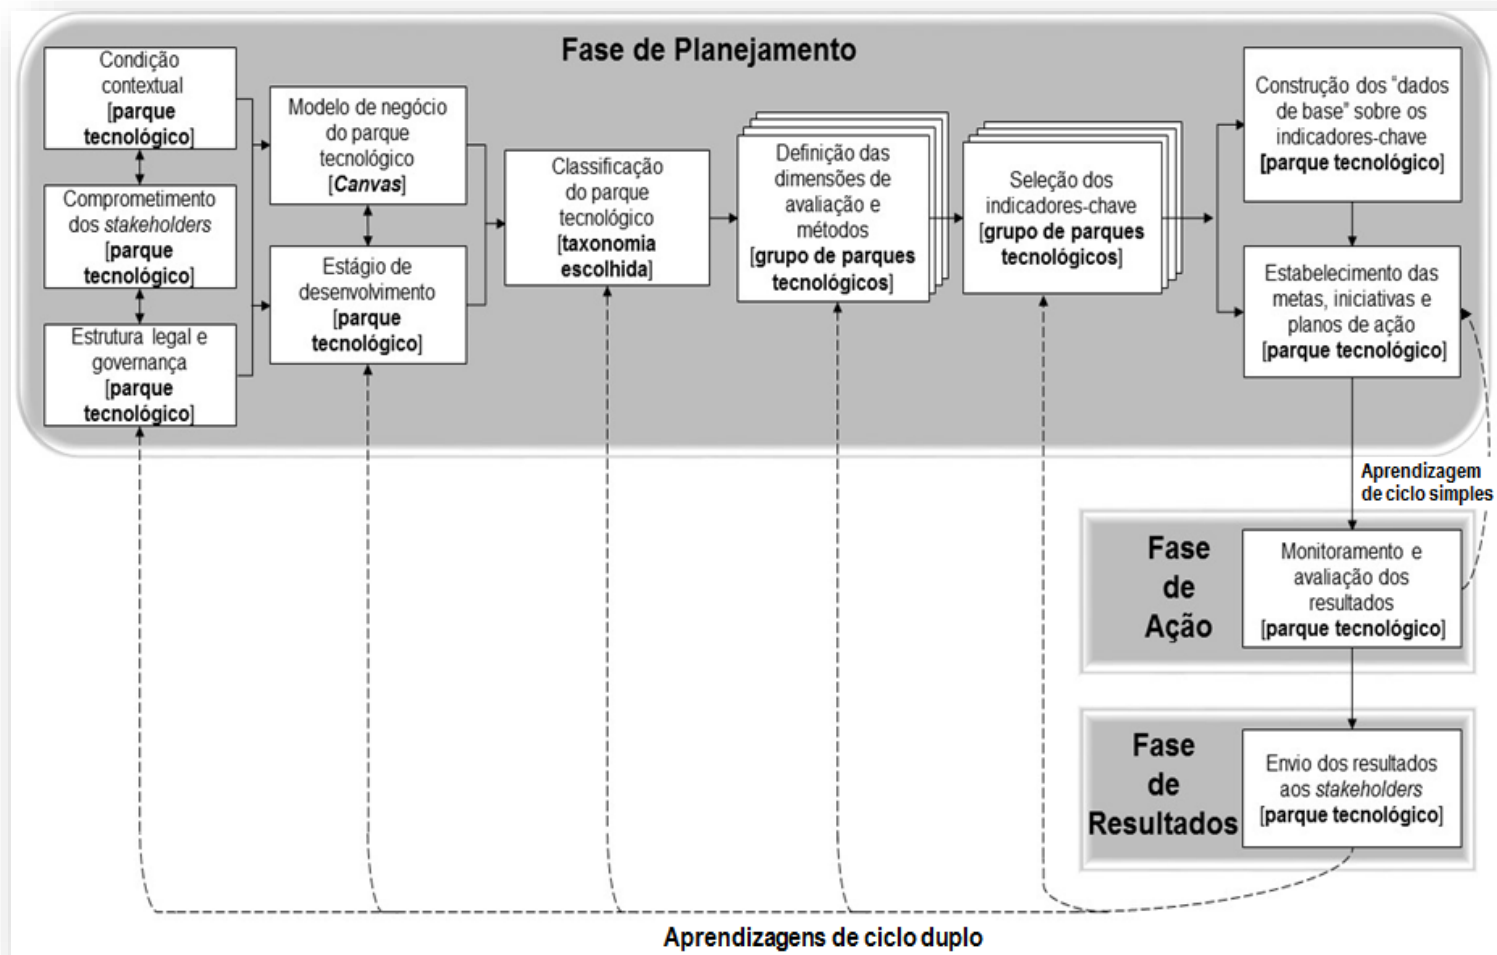 Fase de Planejamento
Condição
contextual
[parque
tecnológico]
Comprometimento
dos stakeholders
[parque
tecnológico]
Estrutura legal e
governança
[parque
tecnológico]
Modelo de negócio
do parque
tecnológico
[Canvas]
Estágio de
desenvolvimento
[parque
tecnológico]
Classificação
do parque
tecnológico
[taxonomia
escolhida]
Definição das
dimensões de
avaliação e
métodos
[grupo de parques
tecnológicos]
Seleção dos
indicadores-chave
[grupo de parques
tecnológicos]
Construção dos “dados
de base” sobre os
indicadores-chave
[parque tecnológico]
Estabelecimento das
metas, iniciativas e
planos de ação
[parque tecnológico]
Aprendizagem
de ciclo simples
Fase
de
Ação
Monitoramento e
avaliação dos
resultados
[parque tecnológico]
Fase
de
Resultados
Envio dos resultados
aos stakeholders
[parque tecnológico]
Aprendizagens de ciclo duplo